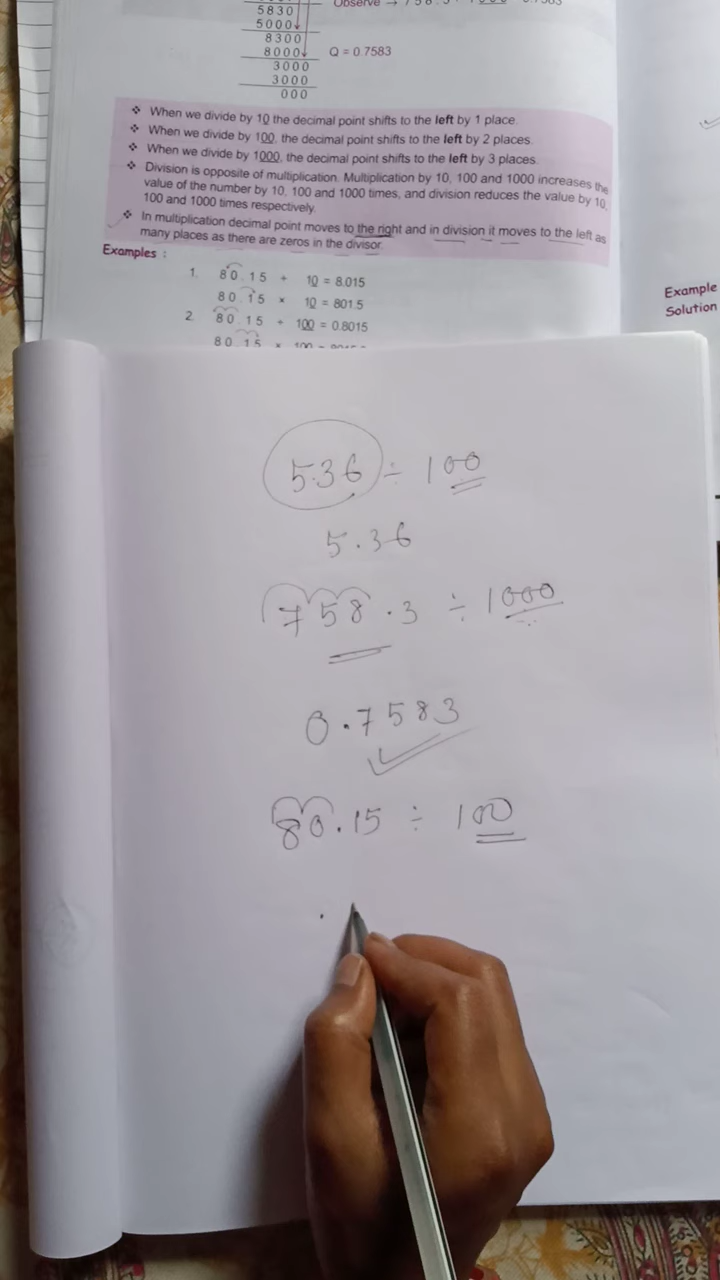 5830
5000
8300
8000 Q = 0.7583
3000
3000
000
❖ When we divide by 10 the decimal point shifts to the left by 1 place.
❖ When we divide by 100, the decimal point shifts to the left by 2 places.
❖ When we divide by 1000, the decimal point shifts to the left by 3 places.
❖ Division is opposite of multiplication. Multiplication by 10, 100 and 1000 increases the
value of the number by 10, 100 and 1000 times, and division reduces the value by 10,
100 and 1000 times respectively.
❖ In multiplication decimal point moves to the right and in division it moves to the left as
many places as there are zeros in the divisor.
Examples :
1. 80.15 ÷ 10 = 8.015
80.15 × 10 = 801.5
2. 80.15 ÷ 100 = 0.8015
80.15 × 100
Example
Solution
536 ÷ 100
5.36
758.3 ÷ 1000
0.7583
80.15 ÷ 100
.